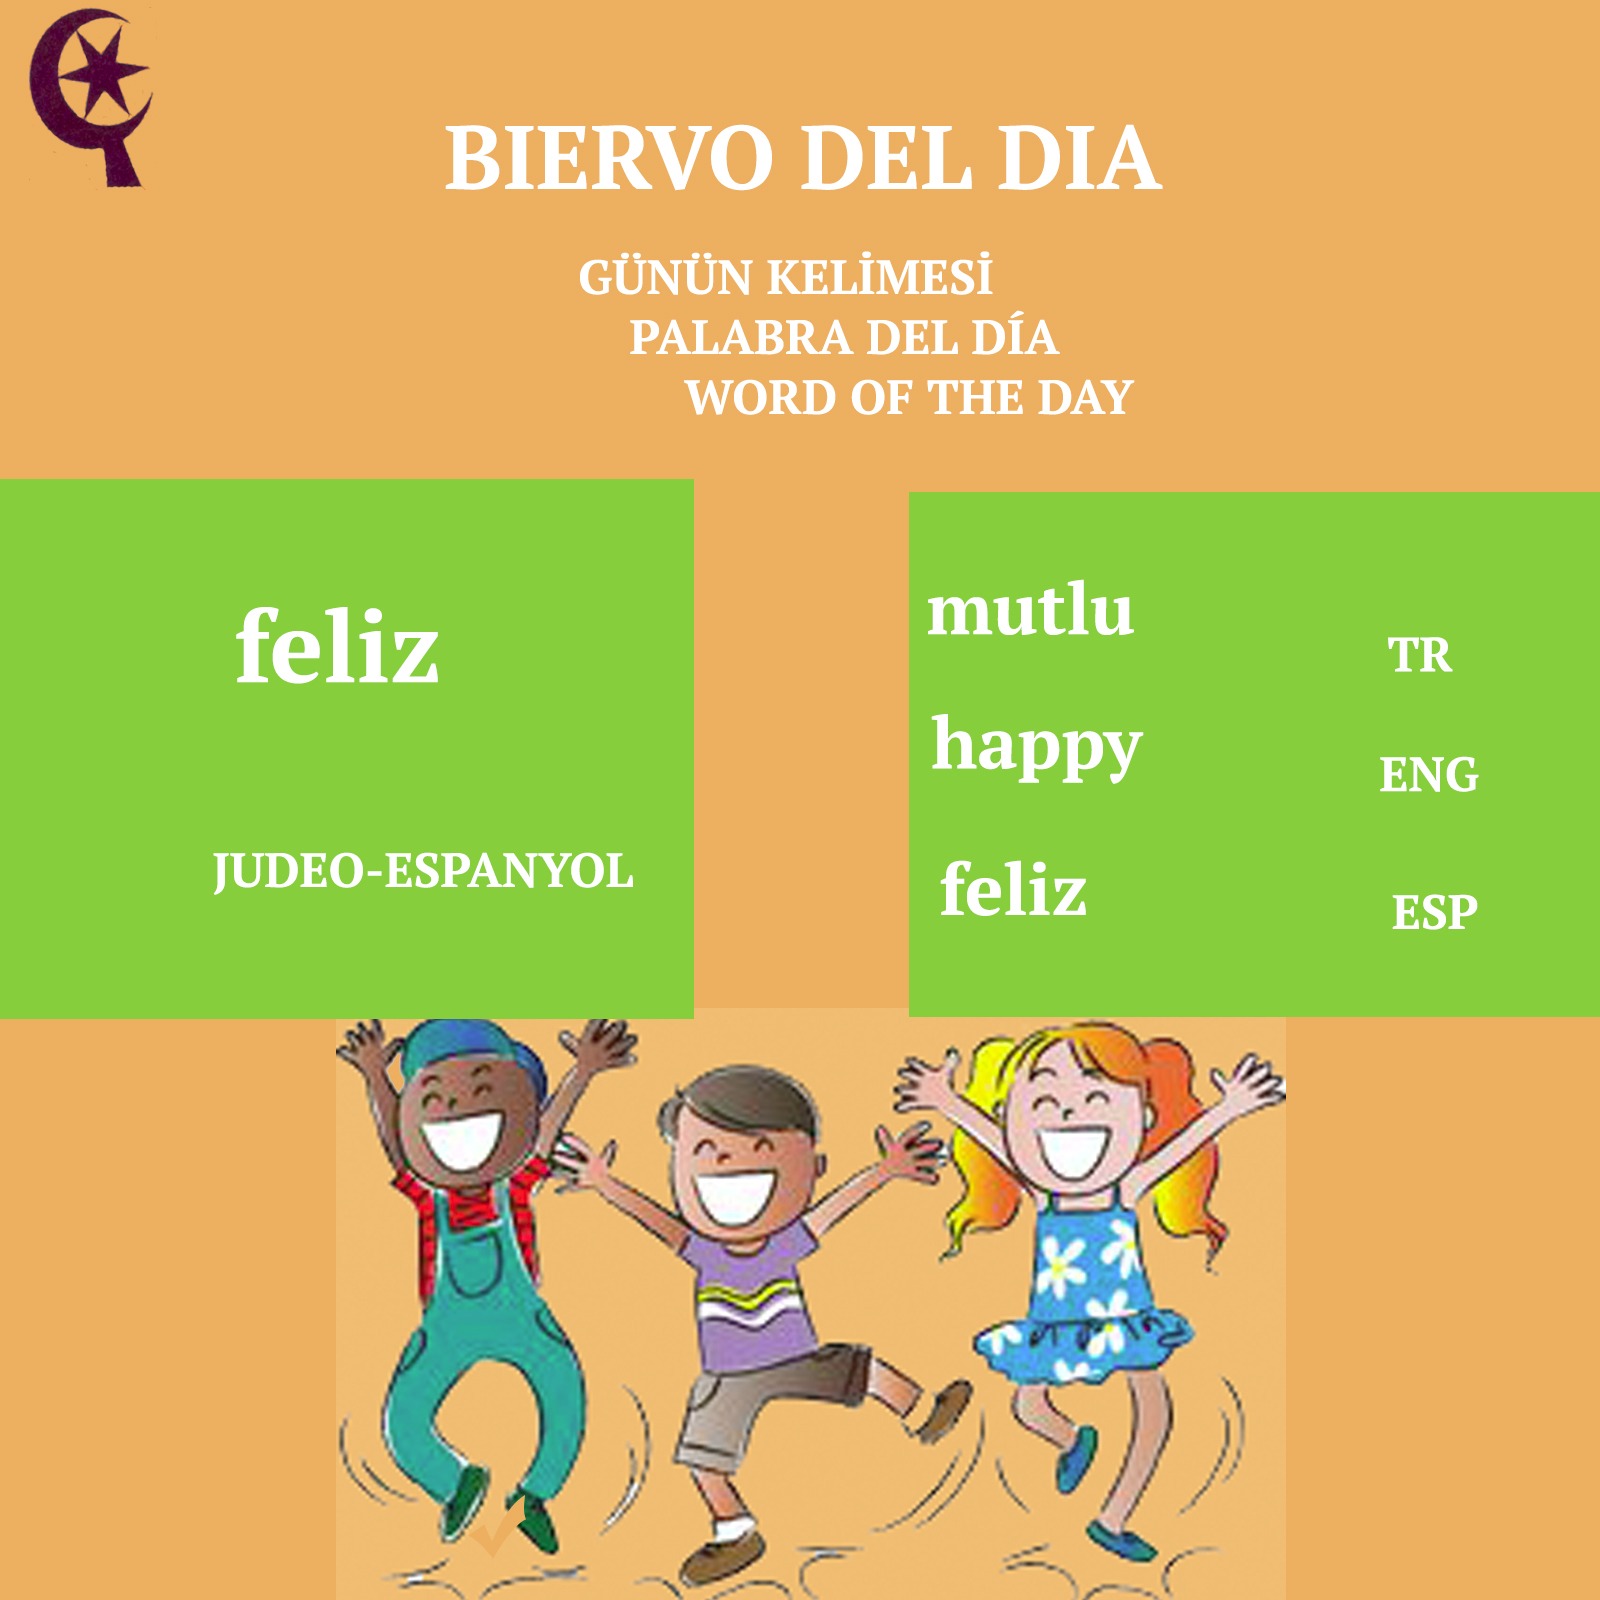 BIERVO DEL DIA
GÜNÜN KELİMESİ
PALABRA DEL DÍA
WORD OF THE DAY
feliz
JUDEO-ESPANYOL
mutlu TR
happy ENG
feliz ESP